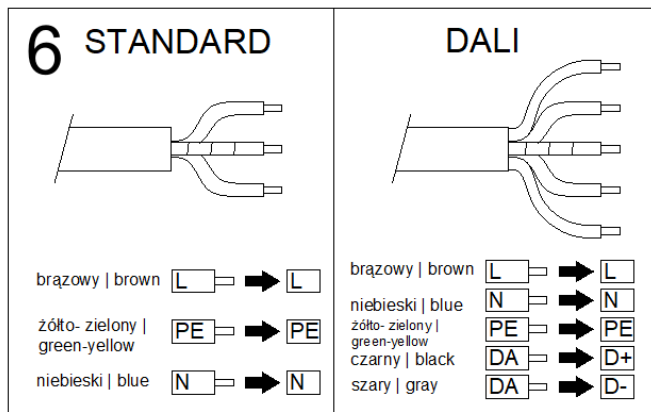 6 STANDARD
brązowy | brown L L
żółto- zielony |
green-yellow PE PE
niebieski | blue N N
DALI
brązowy | brown L L
niebieski | blue N N
żółto- zielony |
green-yellow PE PE
czarny | black DA D+
szary | gray DA D-